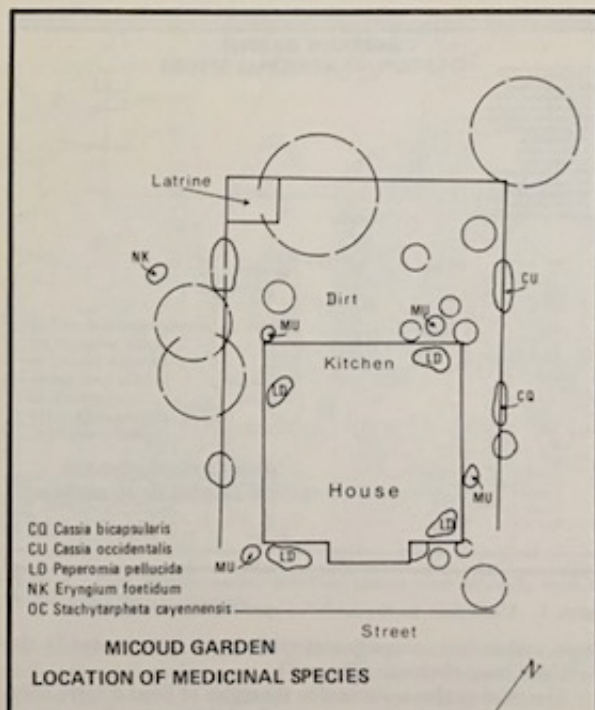 Latrine
NK
CU
Dirt
MU
MU
Kitchen
LD
LD
CQ
House
MU
LD
CQ Cassia bicapsularis
CU Cassia occidentalis
LD Peperomia pellucida
NK Eryngium foetidum
OC Stachytarpheta cayennensis
MU
LD
Street
MICOUD GARDEN
LOCATION OF MEDICINAL SPECIES
N